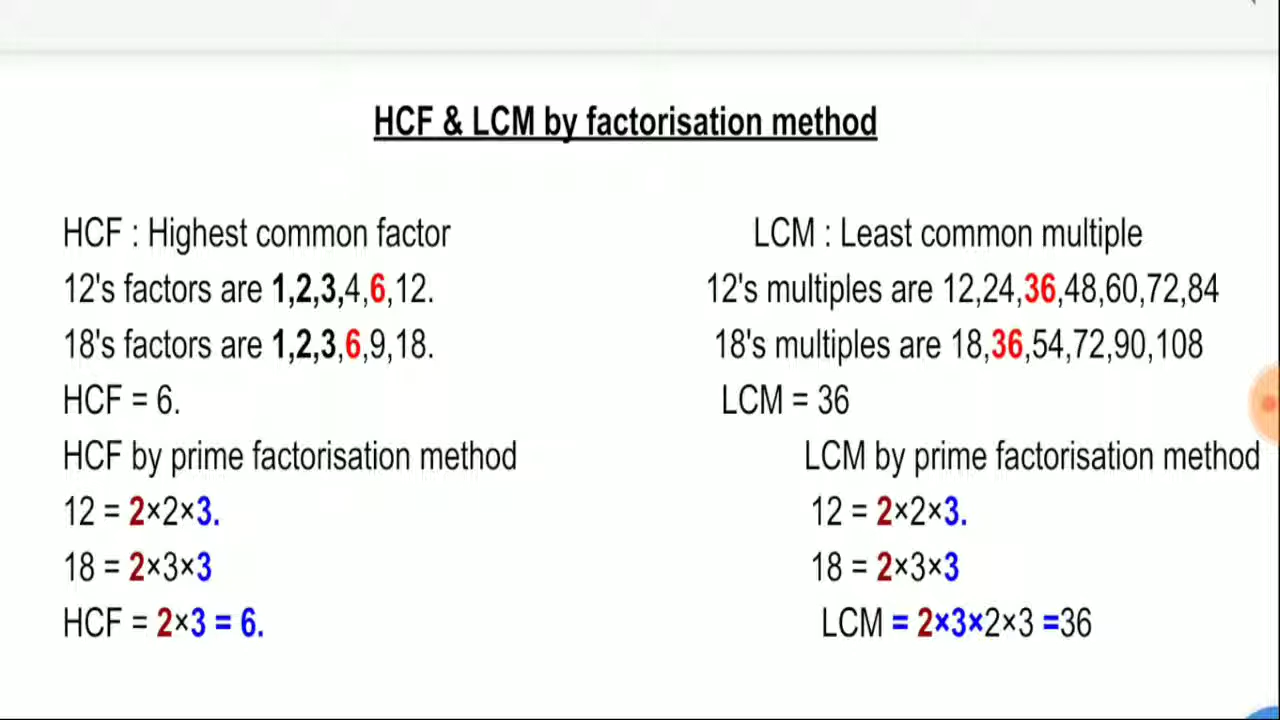 HCF & LCM by factorisation method
HCF : Highest common factor
12's factors are 1,2,3,4,6,12.
18's factors are 1,2,3,6,9,18.
HCF = 6.
HCF by prime factorisation method
12 = 2×2×3.
18 = 2×3×3
HCF = 2×3 = 6.
LCM : Least common multiple
12's multiples are 12,24,36,48,60,72,84
18's multiples are 18,36,54,72,90,108
LCM = 36
LCM by prime factorisation method
12 = 2×2×3.
18 = 2×3×3
LCM = 2×3×2×3 =36